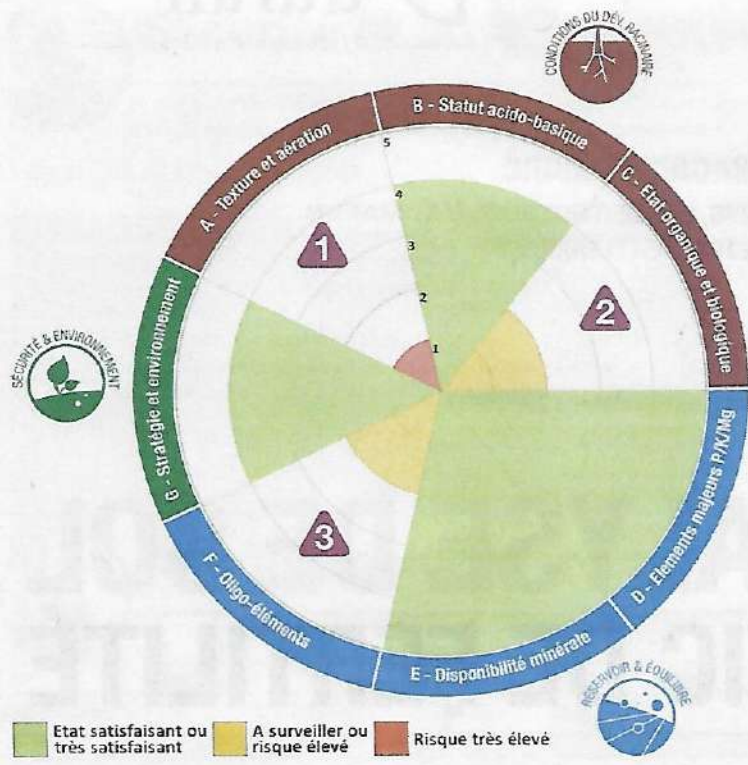 CONDITIONS DU DÉV. RACINAIRE
B - Statut acido-basique
A - Texture et aération
C - Etat organique et biologique
5
4
3
2
1
1
2
3
G - Stratégie et environnement
SÉCURITÉ & ENVIRONNEMENT
D - Elements majeurs P/K/Mg
F - Oligo-éléments
E - Disponibilité minérale
RÉSERVOIR & ÉQUILIBRE
Etat satisfaisant ou
très satisfaisant
A surveiller ou
risque élevé
Risque très élevé